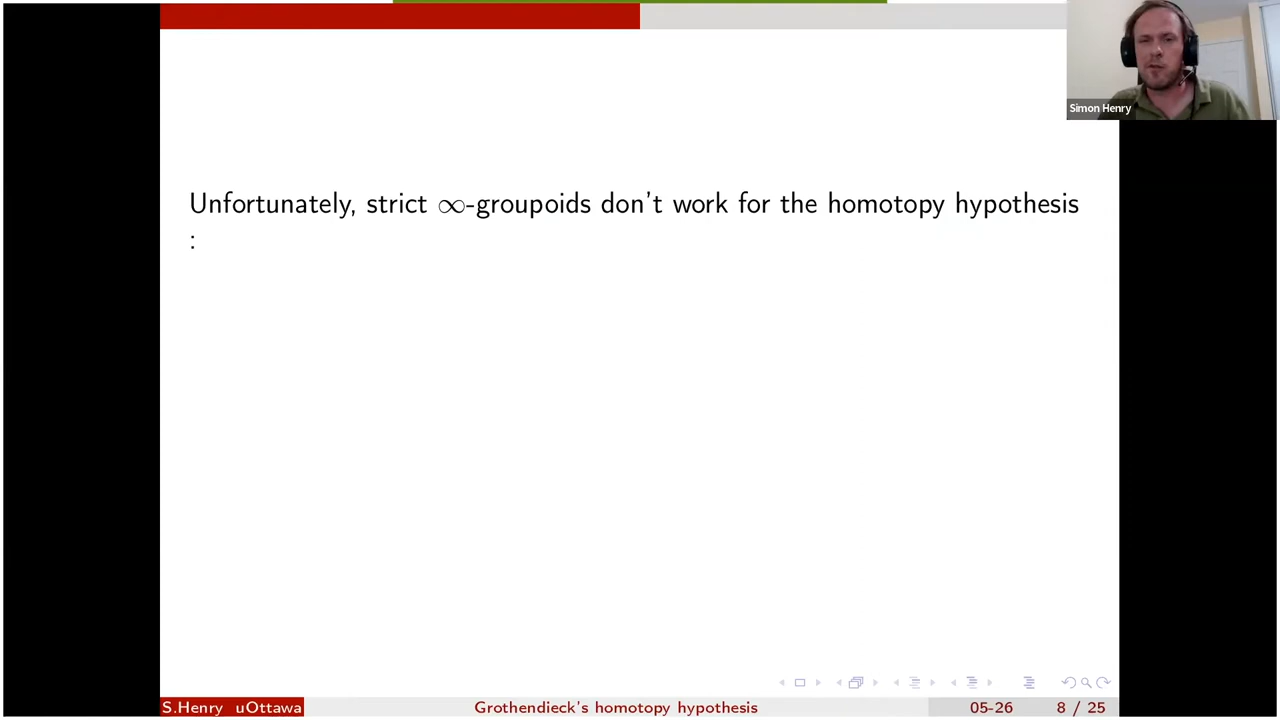 Simon Henry
Unfortunately, strict ∞-groupoids don't work for the homotopy hypothesis
:
S.Henry uOttawa
Grothendieck's homotopy hypothesis
05-26
8 / 25